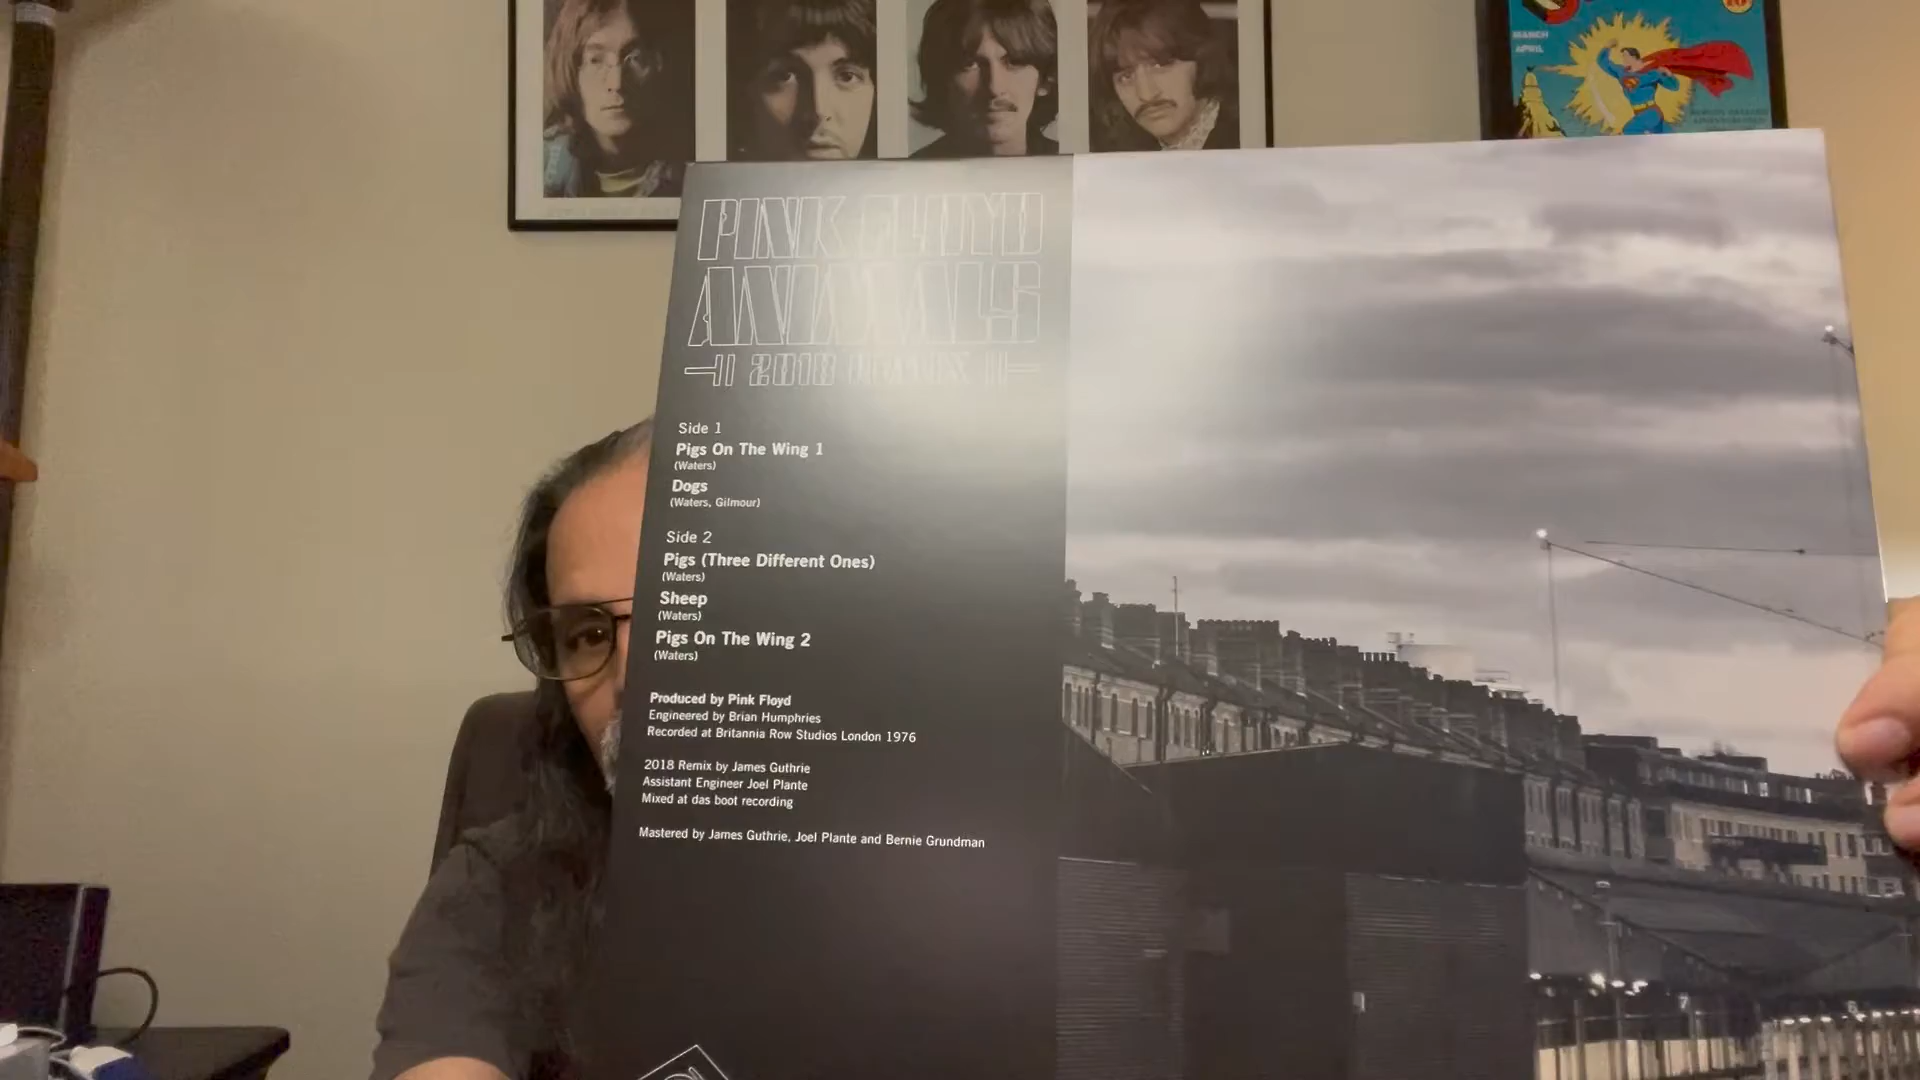 MARCH
APRIL
PINK FLOYD
ANIMALS
2018 REMIX
Side 1
Pigs On The Wing 1
(Waters)
Dogs
(Waters, Gilmour)
Side 2
Pigs (Three Different Ones)
(Waters)
Sheep
(Waters)
Pigs On The Wing 2
(Waters)
Produced by Pink Floyd
Engineered by Brian Humphries
Recorded at Britannia Row Studios London 1976
2018 Remix by James Guthrie
Assistant Engineer Joel Plante
Mixed at das boot recording
Mastered by James Guthrie, Joel Plante and Bernie Grundman